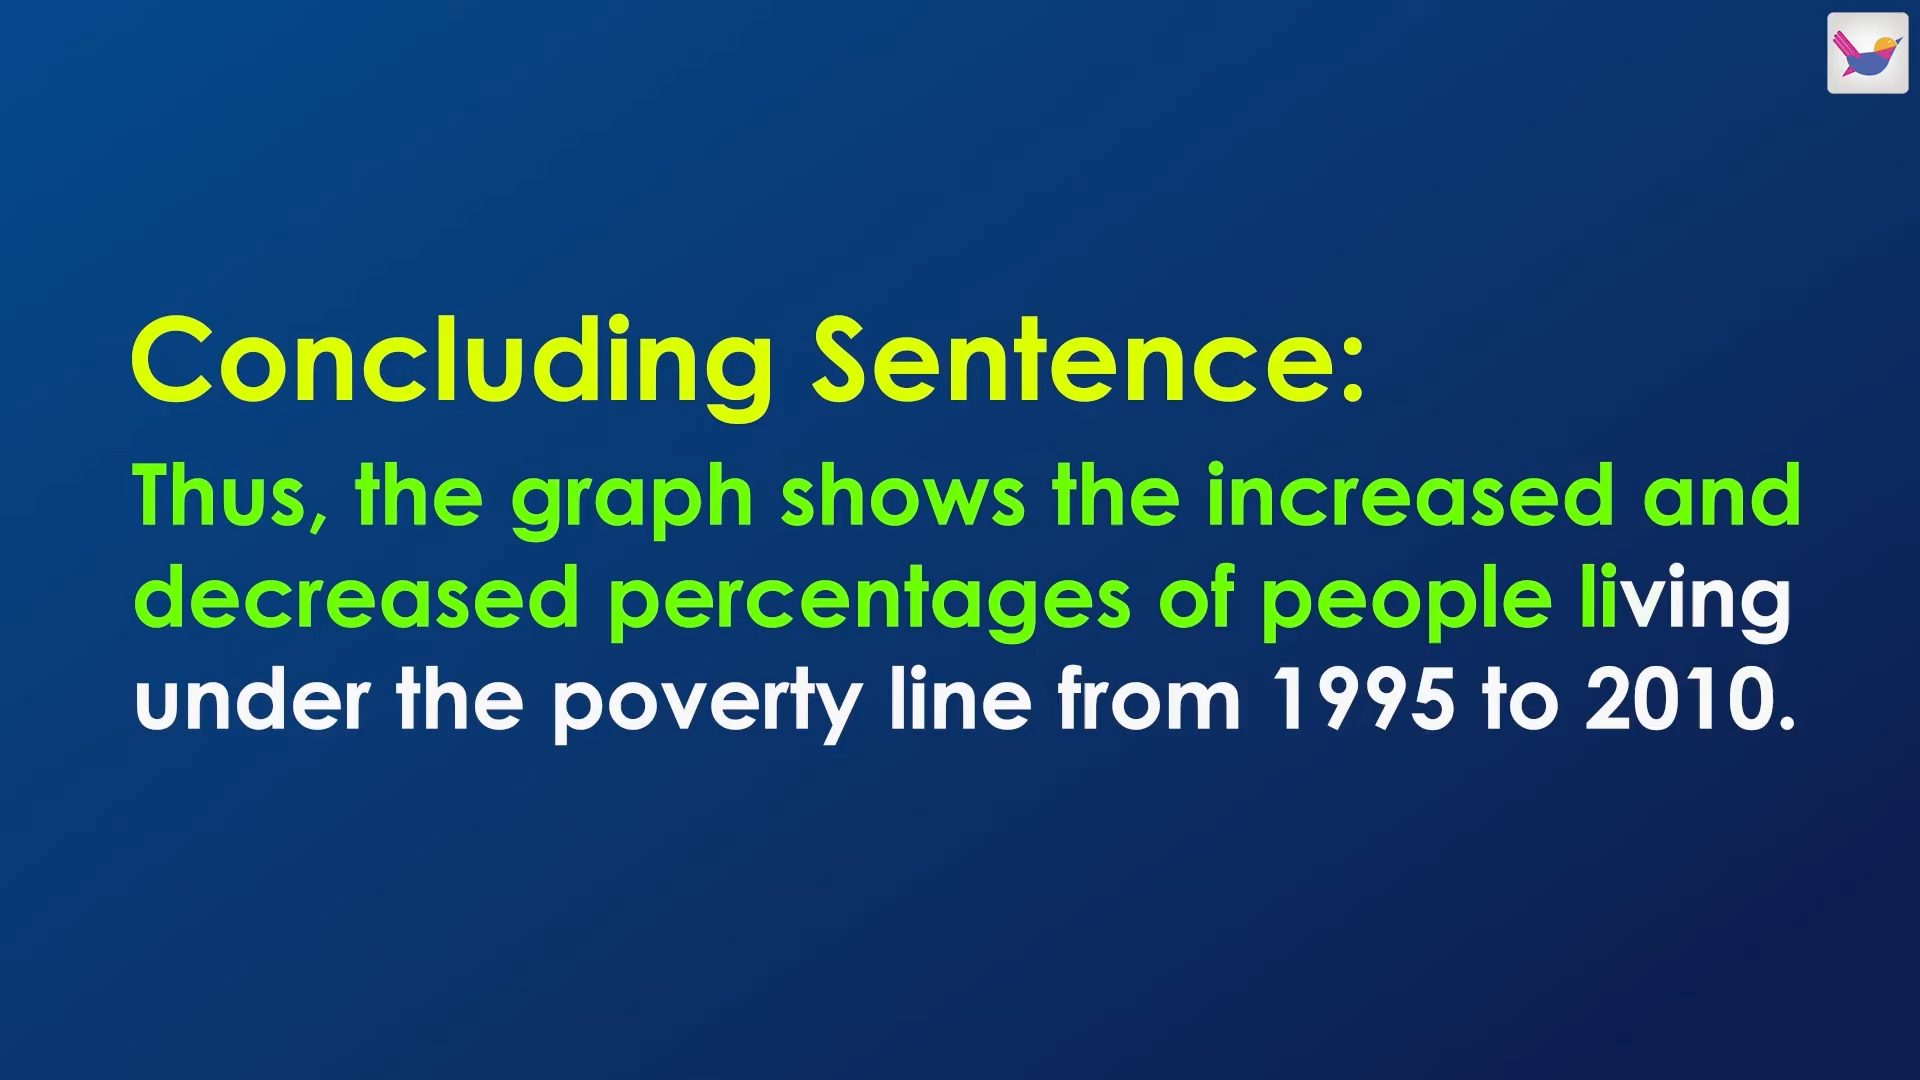 Concluding Sentence:
Thus, the graph shows the increased and
decreased percentages of people living
under the poverty line from 1995 to 2010.